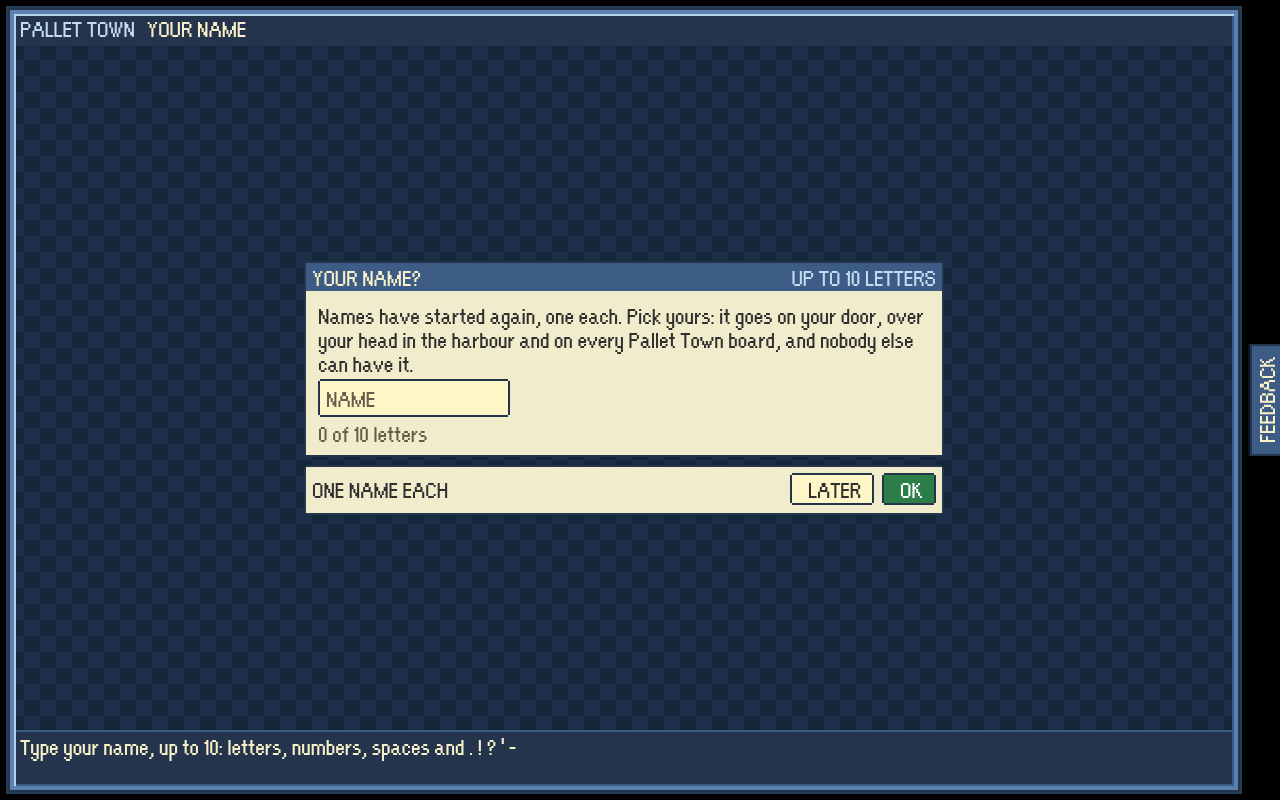 PALLET TOWN YOUR NAME
YOUR NAME? UP TO 10 LETTERS
Names have started again, one each. Pick yours: it goes on your door, over
your head in the harbour and on every Pallet Town board, and nobody else
can have it.
NAME
0 of 10 letters
ONE NAME EACH LATER OK
FEEDBACK
Type your name, up to 10: letters, numbers, spaces and . ! ? ' -